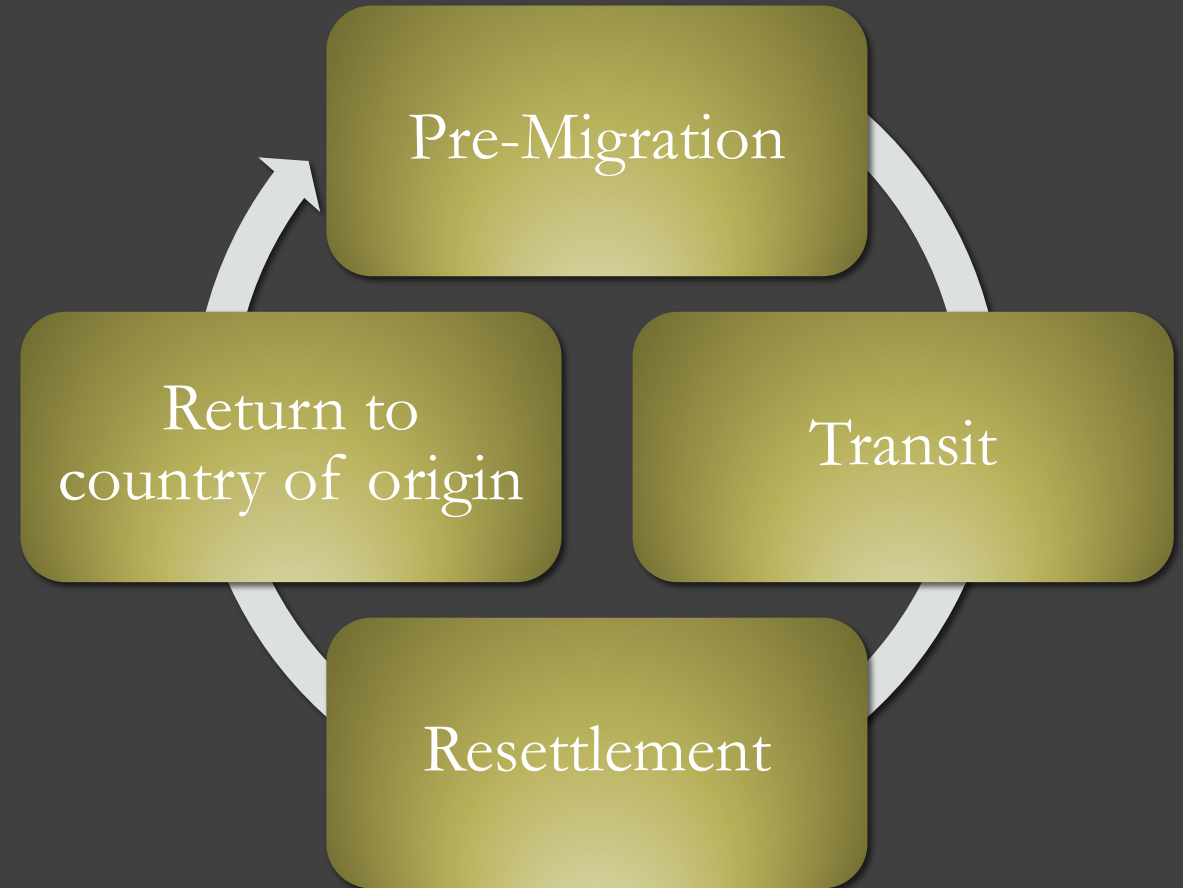 Pre-Migration
Transit
Resettlement
Return to
country of origin